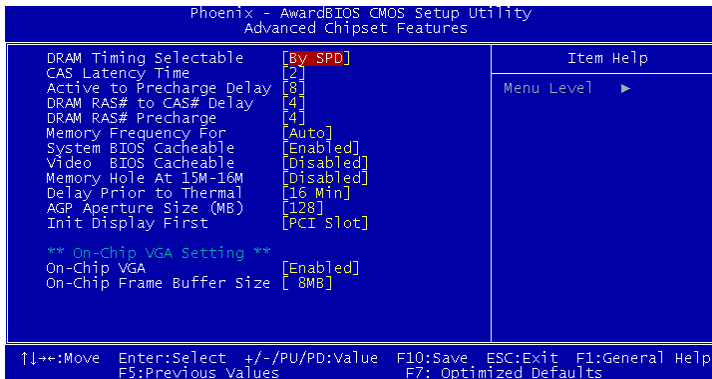 Phoenix - AwardBIOS CMOS Setup Utility
Advanced Chipset Features
DRAM Timing Selectable [By SPD]
CAS Latency Time [2]
Active to Precharge Delay [8]
DRAM RAS# to CAS# Delay [4]
DRAM RAS# Precharge [4]
Memory Frequency For [Auto]
System BIOS Cacheable [Enabled]
Video BIOS Cacheable [Disabled]
Memory Hole At 15M-16M [Disabled]
Delay Prior to Thermal [16 Min]
AGP Aperture Size (MB) [128]
Init Display First [PCI Slot]
** On-Chip VGA Setting **
On-Chip VGA [Enabled]
On-Chip Frame Buffer Size [ 8MB]
Item Help
Menu Level ►
↑↓→←:Move Enter:Select +/-/PU/PD:Value F10:Save ESC:Exit F1:General Help
F5:Previous Values F7: Optimized Defaults